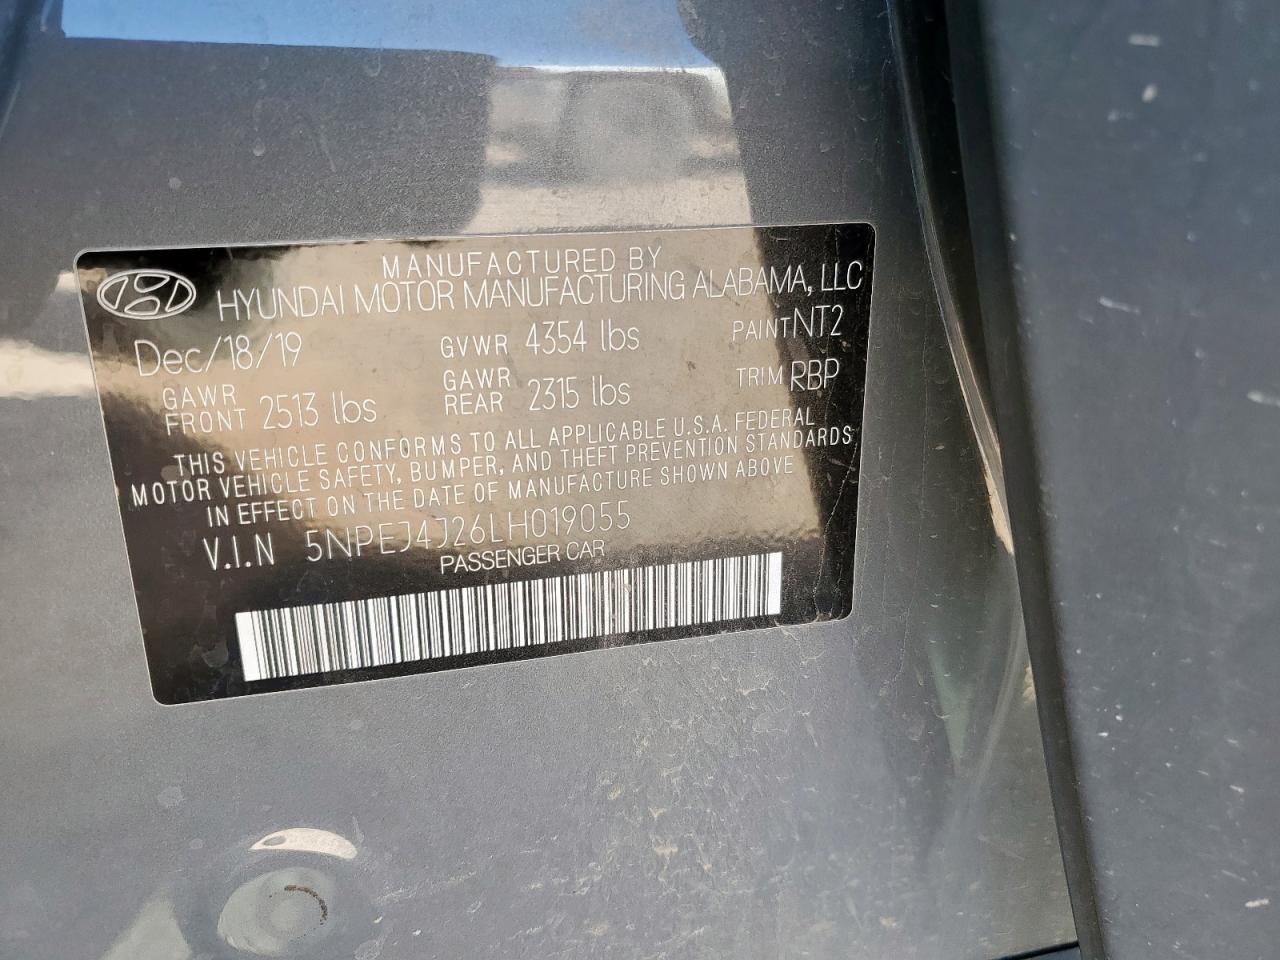 MANUFACTURED BY
HYUNDAI MOTOR MANUFACTURING ALABAMA, LLC
Dec/18/19 GVWR 4354 lbs PAINT NT2
GAWR FRONT 2513 lbs GAWR REAR 2315 lbs TRIM RBP
THIS VEHICLE CONFORMS TO ALL APPLICABLE U.S.A. FEDERAL
MOTOR VEHICLE SAFETY, BUMPER, AND THEFT PREVENTION STANDARDS
IN EFFECT ON THE DATE OF MANUFACTURE SHOWN ABOVE
V.I.N 5NPEJ4J26LH019055
PASSENGER CAR